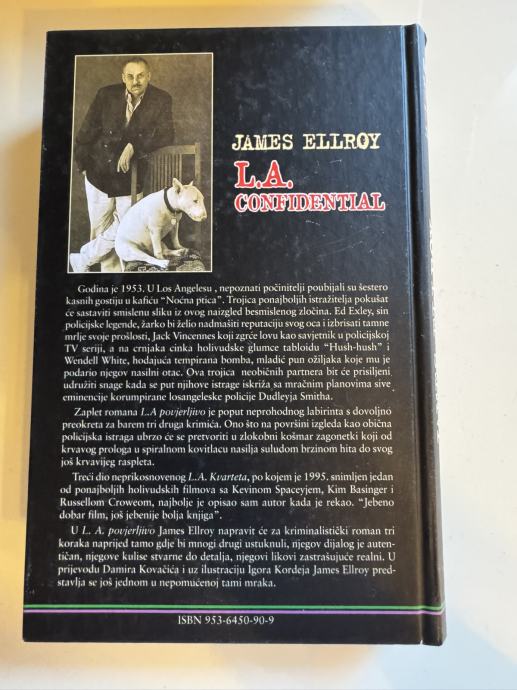 JAMES ELLROY
L.A.
CONFIDENTIAL
Godina je 1953. U Los Angelesu , nepoznati počinitelji poubijali su šestero
kasnih gostiju u kafiću “Noćna ptica”. Trojica ponajboljih istražitelja pokušat
će sastaviti smislenu sliku iz ovog naizgled besmislenog zločina. Ed Exley, sin
policijske legende, žarko bi želio nadmašiti reputaciju svog oca i izbrisati tamne
mrlje svoje prošlosti, Jack Vincennes koji zgrće lovu kao savjetnik u policijskoj
TV seriji, a na crnjaka cinka holivudske glumce tabloidu “Hush-hush” i
Wendell White, hodajuća tempirana bomba, mladić pun ožiljaka koje mu je
podario njegov nasilni otac. Ova trojica neobičnih partnera bit će prisiljeni
udružiti snage kada se put njihove istrage iskriža sa mračnim planovima sive
eminencije korumpirane losangeleske policije Dudleyja Smitha.
Zaplet romana L.A povjerljivo je poput neprohodnog labirinta s dovoljno
preokreta za barem tri druga krimića. Ono što na površini izgleda kao obična
policijska istraga ubrzo će se pretvoriti u zlokobni košmar zagonetki koji od
krvavog prologa u spiralnom kovitlacu nasilja suludom brzinom hita do svog
još krvavijeg raspleta.
Treći dio neprikosnovenog L.A. Kvarteta, po kojem je 1995. snimljen jedan
od ponajboljih holivudskih filmova sa Kevinom Spaceyjem, Kim Basinger i
Russellom Croweom, najbolje je opisao sam autor kada je rekao. “Jebeno
dobar film, još jebenije bolja knjiga”.
U L. A. povjerljivo James Ellroy napravit će za kriminalistički roman tri
koraka naprijed tamo gdje bi mnogi drugi ustuknuli, njegov dijalog je auten-
tičan, njegove kulise stvarne do detalja, njegovi likovi zastrašujuće realni. U
prijevodu Damira Kovačića i uz ilustraciju Igora Kordeja James Ellroy pred-
stavlja se još jednom u nepomućenoj tami mraka.
ISBN 953-6450-90-9